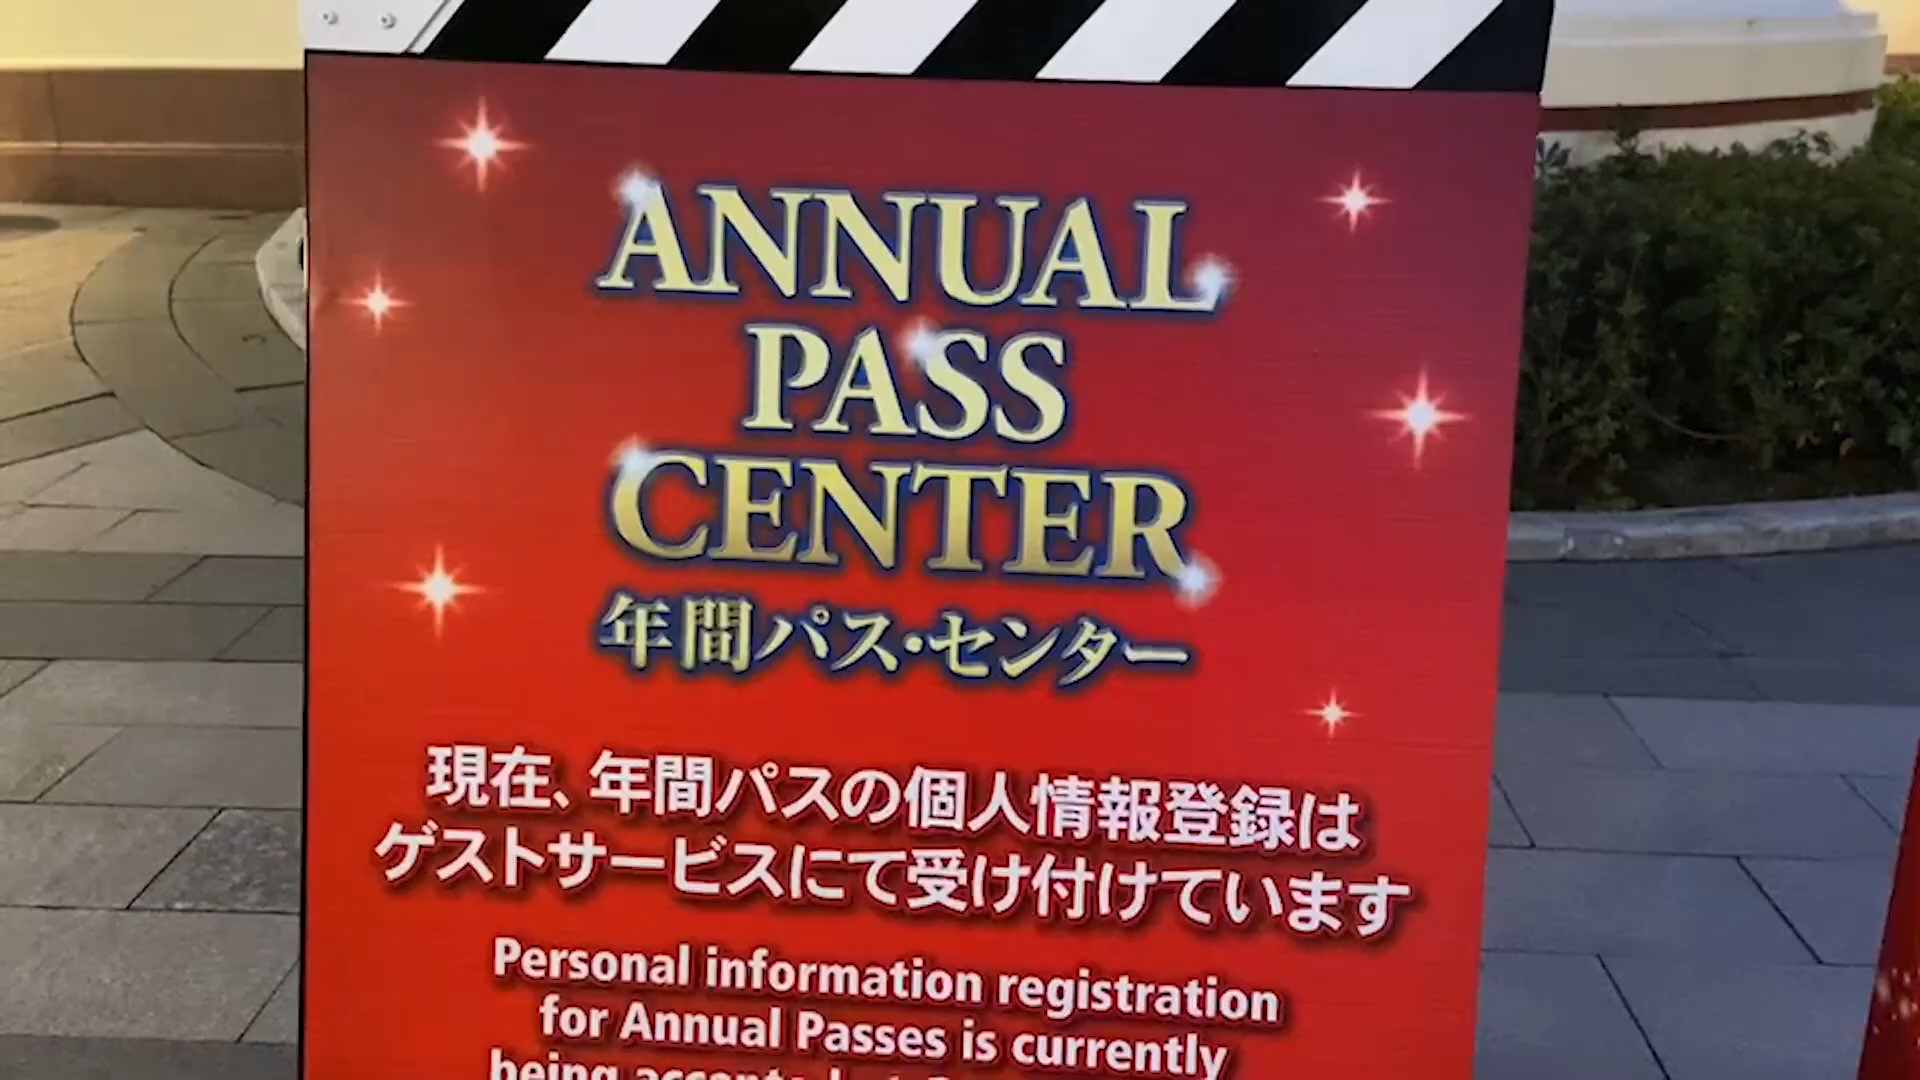 ANNUAL
PASS
CENTER
年間パス・センター
現在、年間パスの個人情報登録は
ゲストサービスにて受け付けています
Personal information registration
for Annual Passes is currently
being